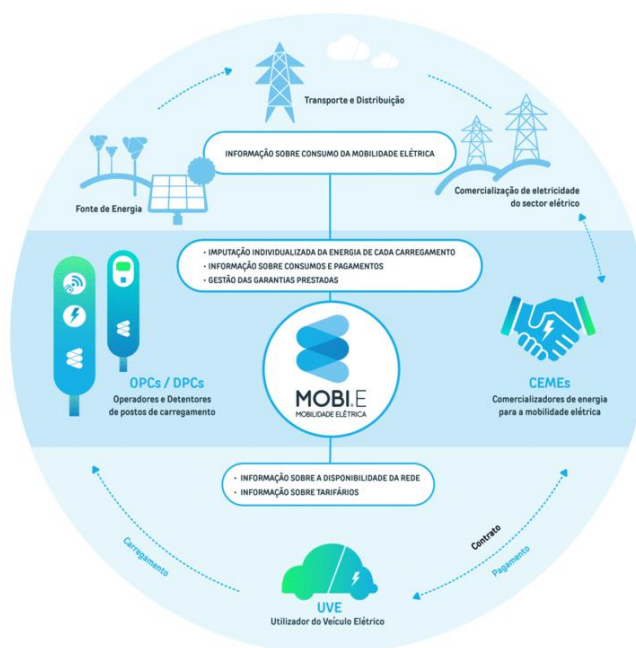 Transporte e Distribuição
INFORMAÇÃO SOBRE CONSUMO DA MOBILIDADE ELÉTRICA
Fonte de Energia
Comercialização de eletricidade
do sector elétrico
• IMPUTAÇÃO INDIVIDUALIZADA DA ENERGIA DE CADA CARREGAMENTO
• INFORMAÇÃO SOBRE CONSUMOS E PAGAMENTOS
• GESTÃO DAS GARANTIAS PRESTADAS
OPCs / DPCs
Operadores e Detentores
de postos de carregamento
MOBI.E
MOBILIDADE ELÉTRICA
CEMEs
Comercializadores de energia
para a mobilidade elétrica
• INFORMAÇÃO SOBRE A DISPONIBILIDADE DA REDE
• INFORMAÇÃO SOBRE TARIFÁRIOS
Carregamento
Contrato
Pagamento
UVE
Utilizador do Veículo Elétrico